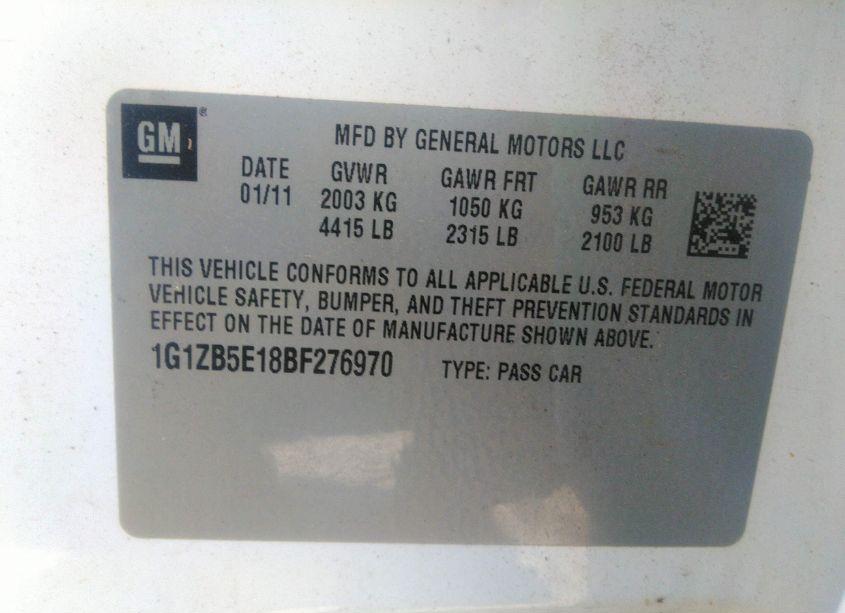 GM®
MFD BY GENERAL MOTORS LLC
DATE GVWR GAWR FRT GAWR RR
01/11 2003 KG 1050 KG 953 KG
4415 LB 2315 LB 2100 LB
THIS VEHICLE CONFORMS TO ALL APPLICABLE U.S. FEDERAL MOTOR
VEHICLE SAFETY, BUMPER, AND THEFT PREVENTION STANDARDS IN
EFFECT ON THE DATE OF MANUFACTURE SHOWN ABOVE.
1G1ZB5E18BF276970 TYPE: PASS CAR